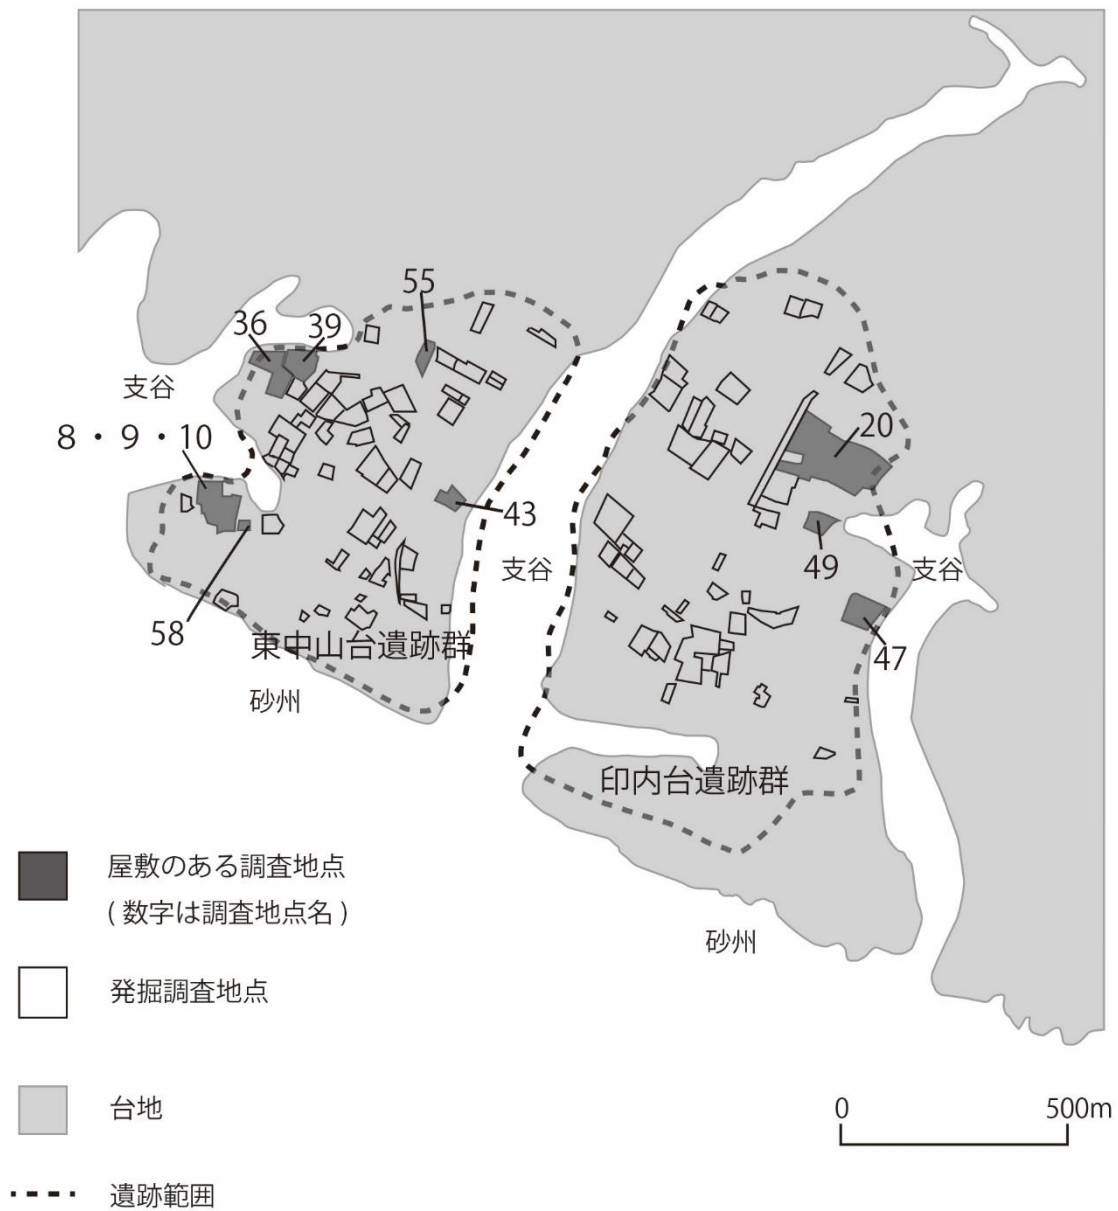 55
36
39
支谷
8・9・10
20
43
支谷
49
支谷
58
東中山台遺跡群
47
砂州
印内台遺跡群
屋敷のある調査地点
(数字は調査地点名)
砂州
発掘調査地点
台地
0 500m
遺跡範囲